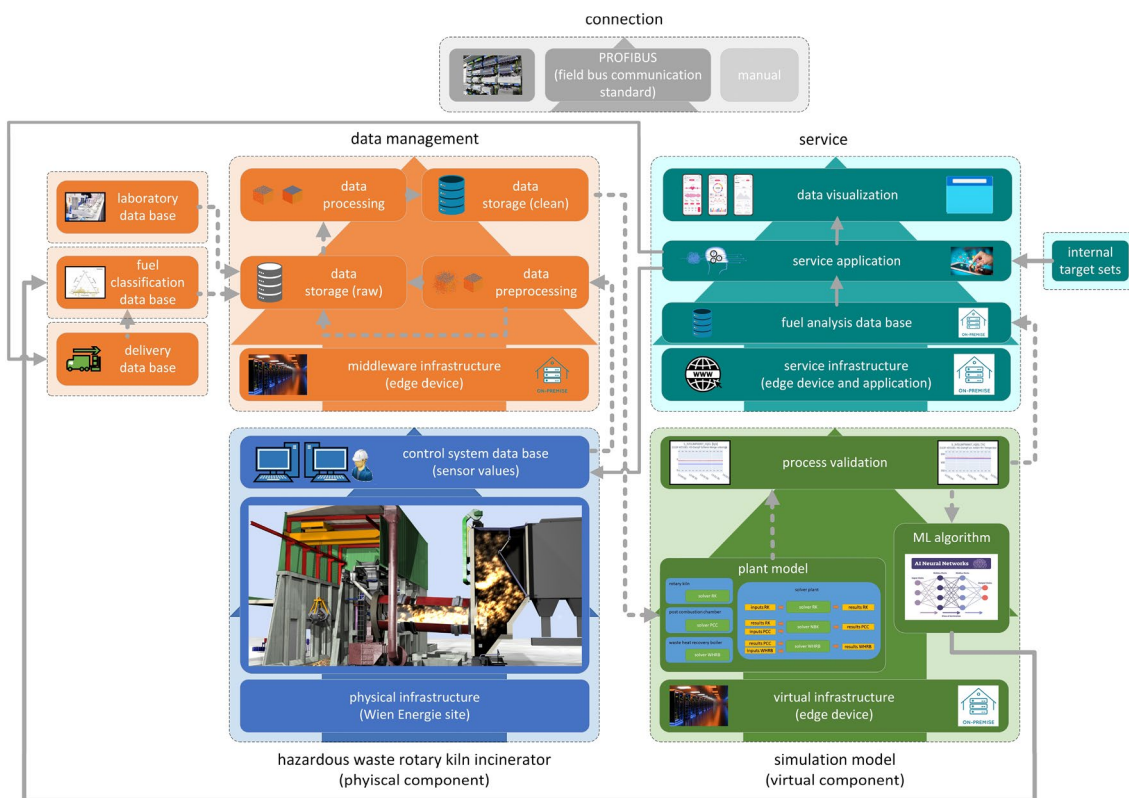 connection
PROFIBUS
(field bus communication
standard)
manual
data management
service
laboratory
data base
fuel
classification
data base
delivery
data base
data
processing
data
storage (clean)
data
storage (raw)
data
preprocessing
middleware infrastructure
(edge device)
ON-PREMISE
data visualization
service application
internal
target sets
fuel analysis data base
ON-PREMISE
WWW
service infrastructure
(edge device and application)
ON-PREMISE
control system data base
(sensor values)
physical infrastructure
(Wien Energie site)
process validation
ML algorithm
AI Neural Networks
plant model
rotary kiln
solver RK
post combustion chamber
solver PCC
waste heat recovery boiler
solver WHRB
solver plant
inputs RK
solver RK
results RK
results RK
inputs PCC
results PCC
results PCC
inputs WHRB
solver WHRB
results WHRB
virtual infrastructure
(edge device)
ON-PREMISE
hazardous waste rotary kiln incinerator
(phyiscal component)
simulation model
(virtual component)